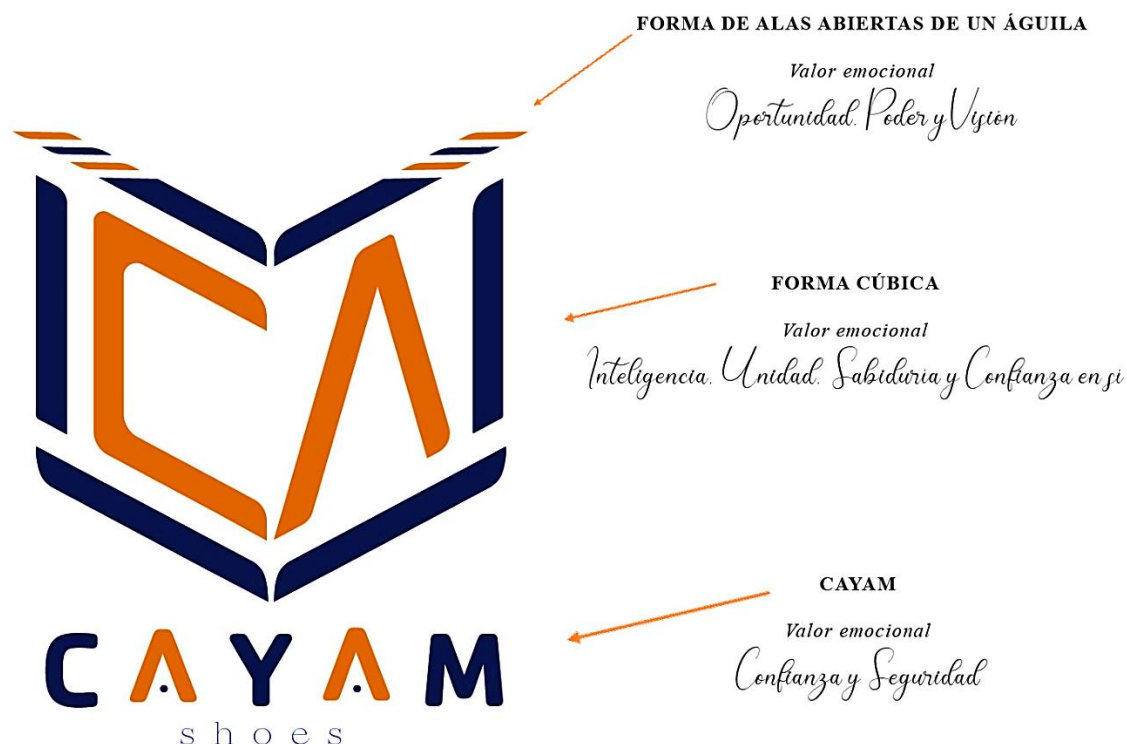 FORMA DE ALAS ABIERTAS DE UN ÁGUILA
Valor emocional
Oportunidad. Poder y Visión
CA
FORMA CÚBICA
Valor emocional
Inteligencia. Unidad. Sabiduria y Confianza en si
CAYAM
Valor emocional
Confianza y Seguridad
CAYAM
shoes